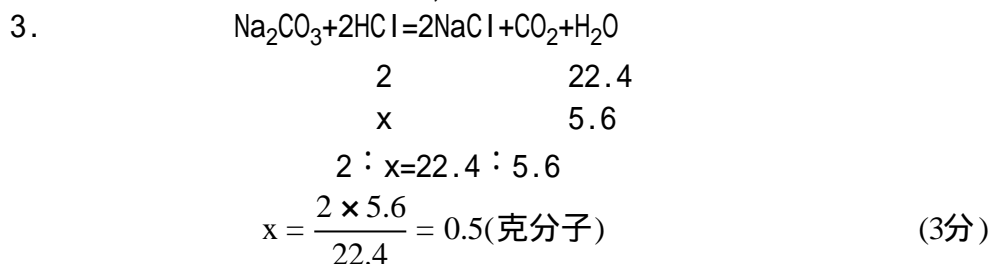 3. Na₂CO₃+2HCl=2NaCl+CO₂+H₂O
2 22.4
x 5.6
2∶x=22.4∶5.6
x = \frac{2 × 5.6}{22.4} = 0.5(克分子) (3分)